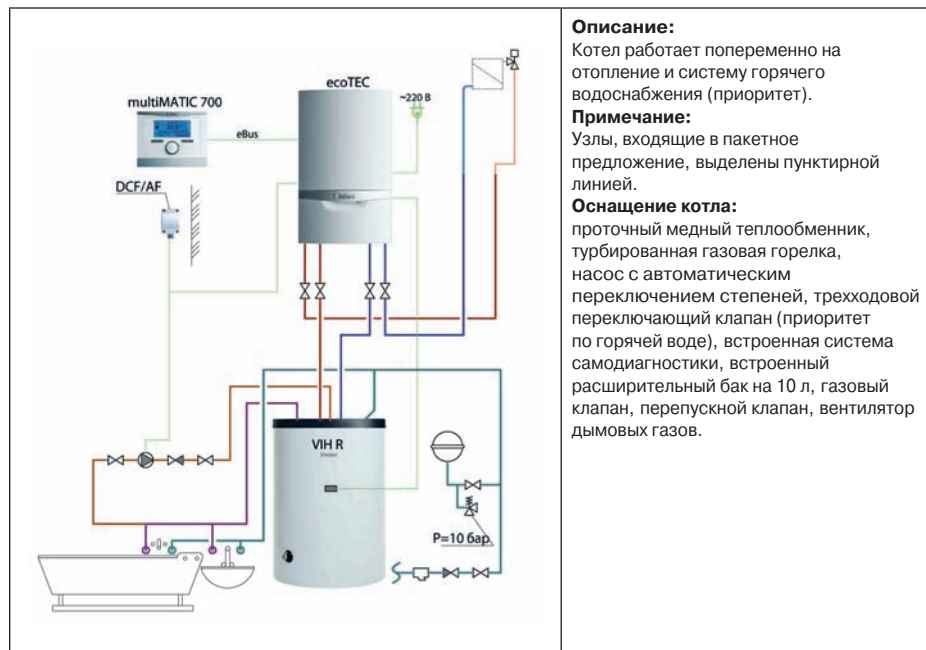 ecoTEC
multiMATIC 700
~220 В
eBus
DCF/AF
VIH R
P=10 бар
Описание:
Котел работает попеременно на
отопление и систему горячего
водоснабжения (приоритет).
Примечание:
Узлы, входящие в пакетное
предложение, выделены пунктирной
линией.
Оснащение котла:
проточный медный теплообменник,
турбированная газовая горелка,
насос с автоматическим
переключением степеней, трехходовой
переключающий клапан (приоритет
по горячей воде), встроенная система
самодиагностики, встроенный
расширительный бак на 10 л, газовый
клапан, перепускной клапан, вентилятор
дымовых газов.